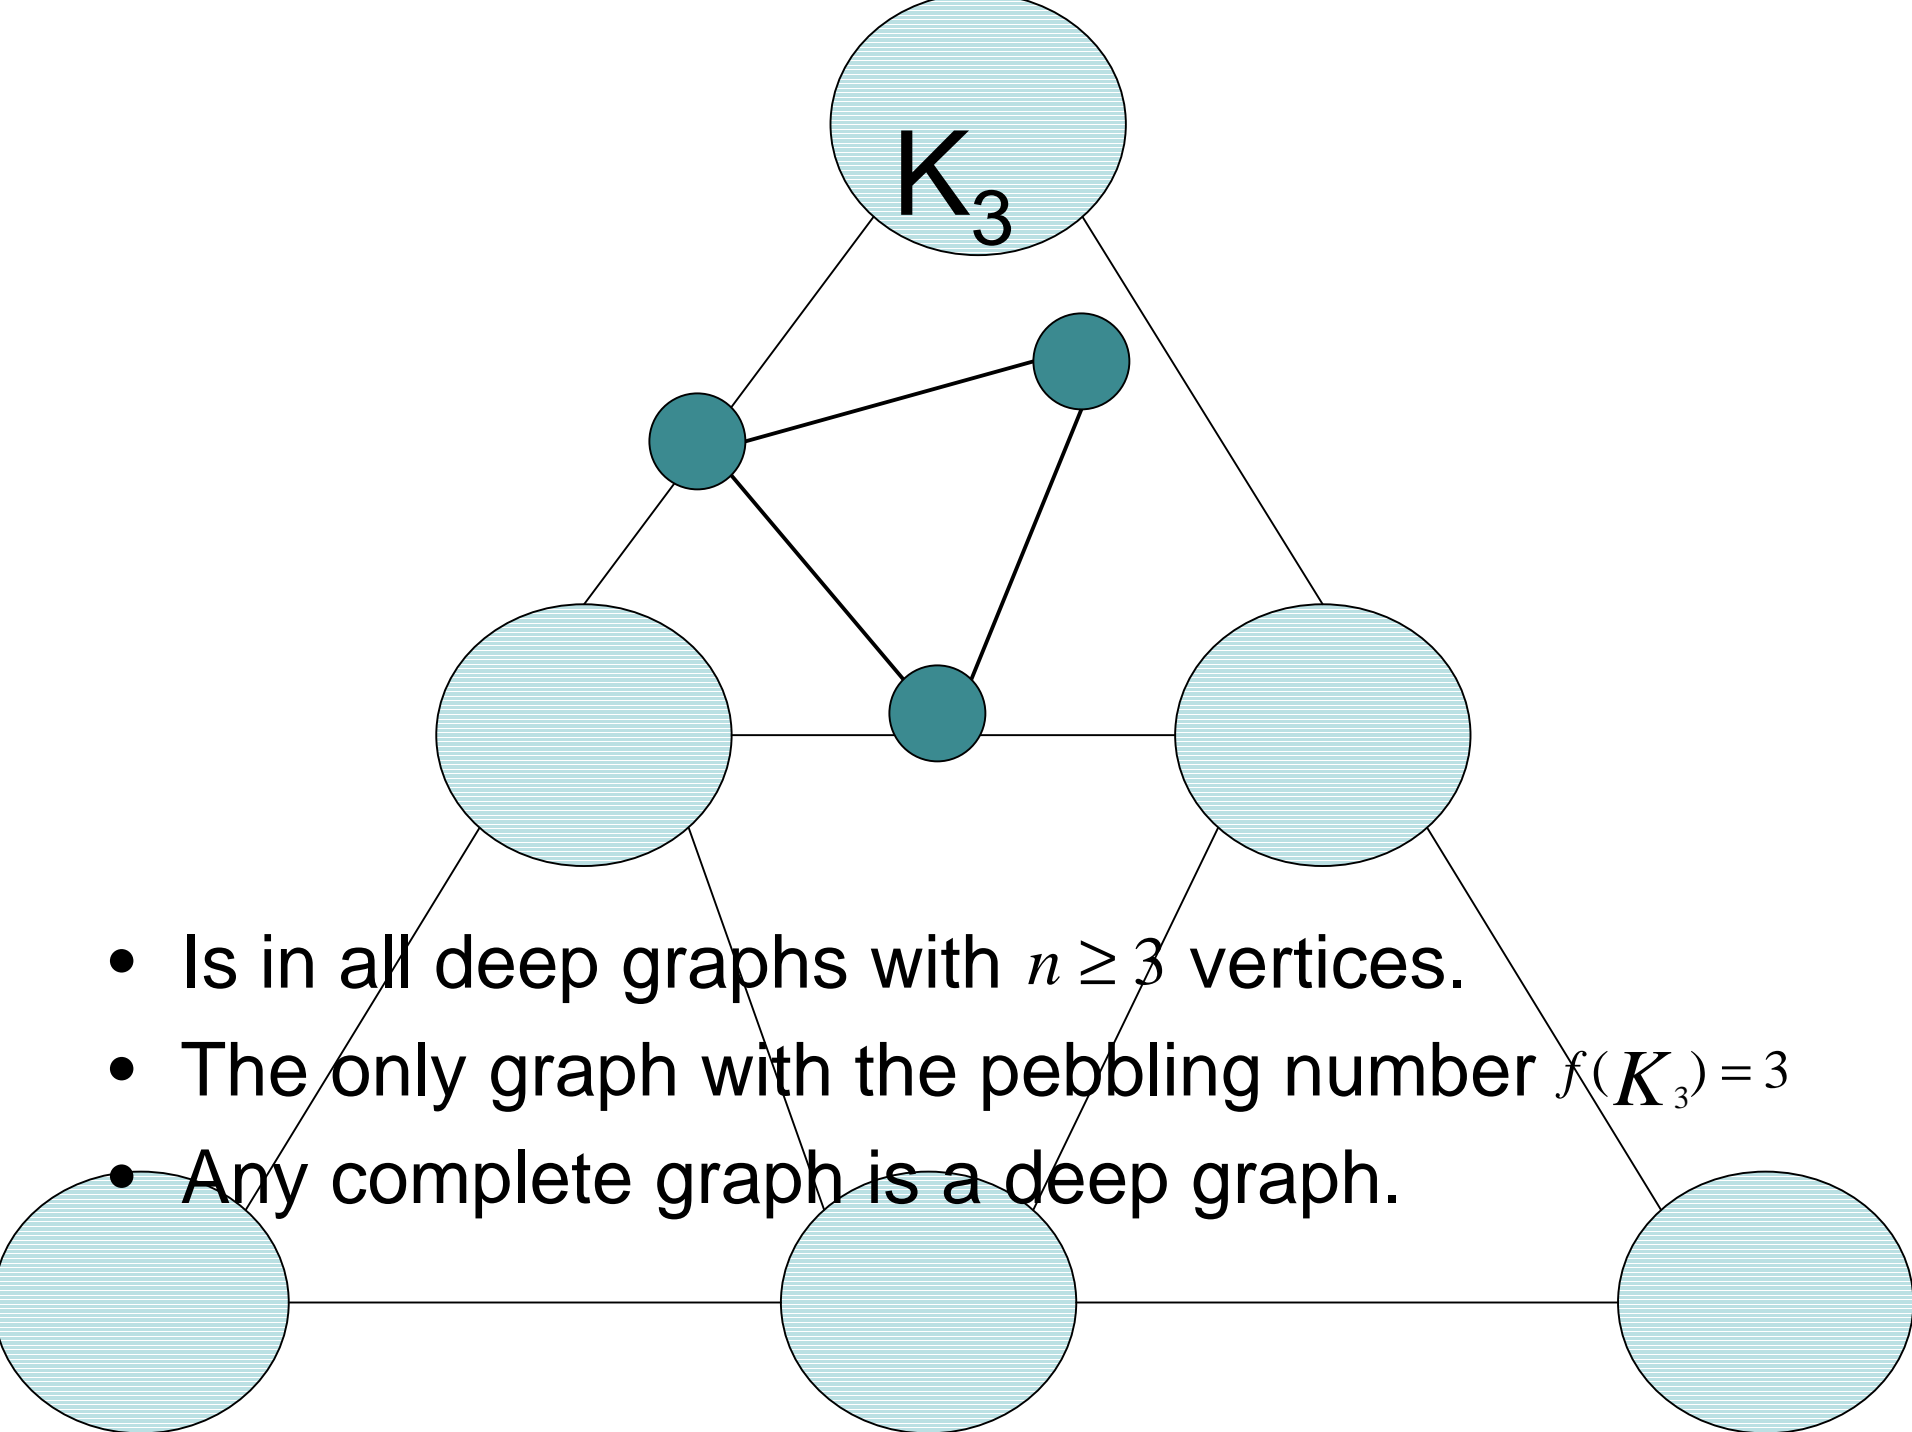 K₃
• Is in all deep graphs with n ≥ 3 vertices.
• The only graph with the pebbling number f(K₃) = 3
• Any complete graph is a deep graph.